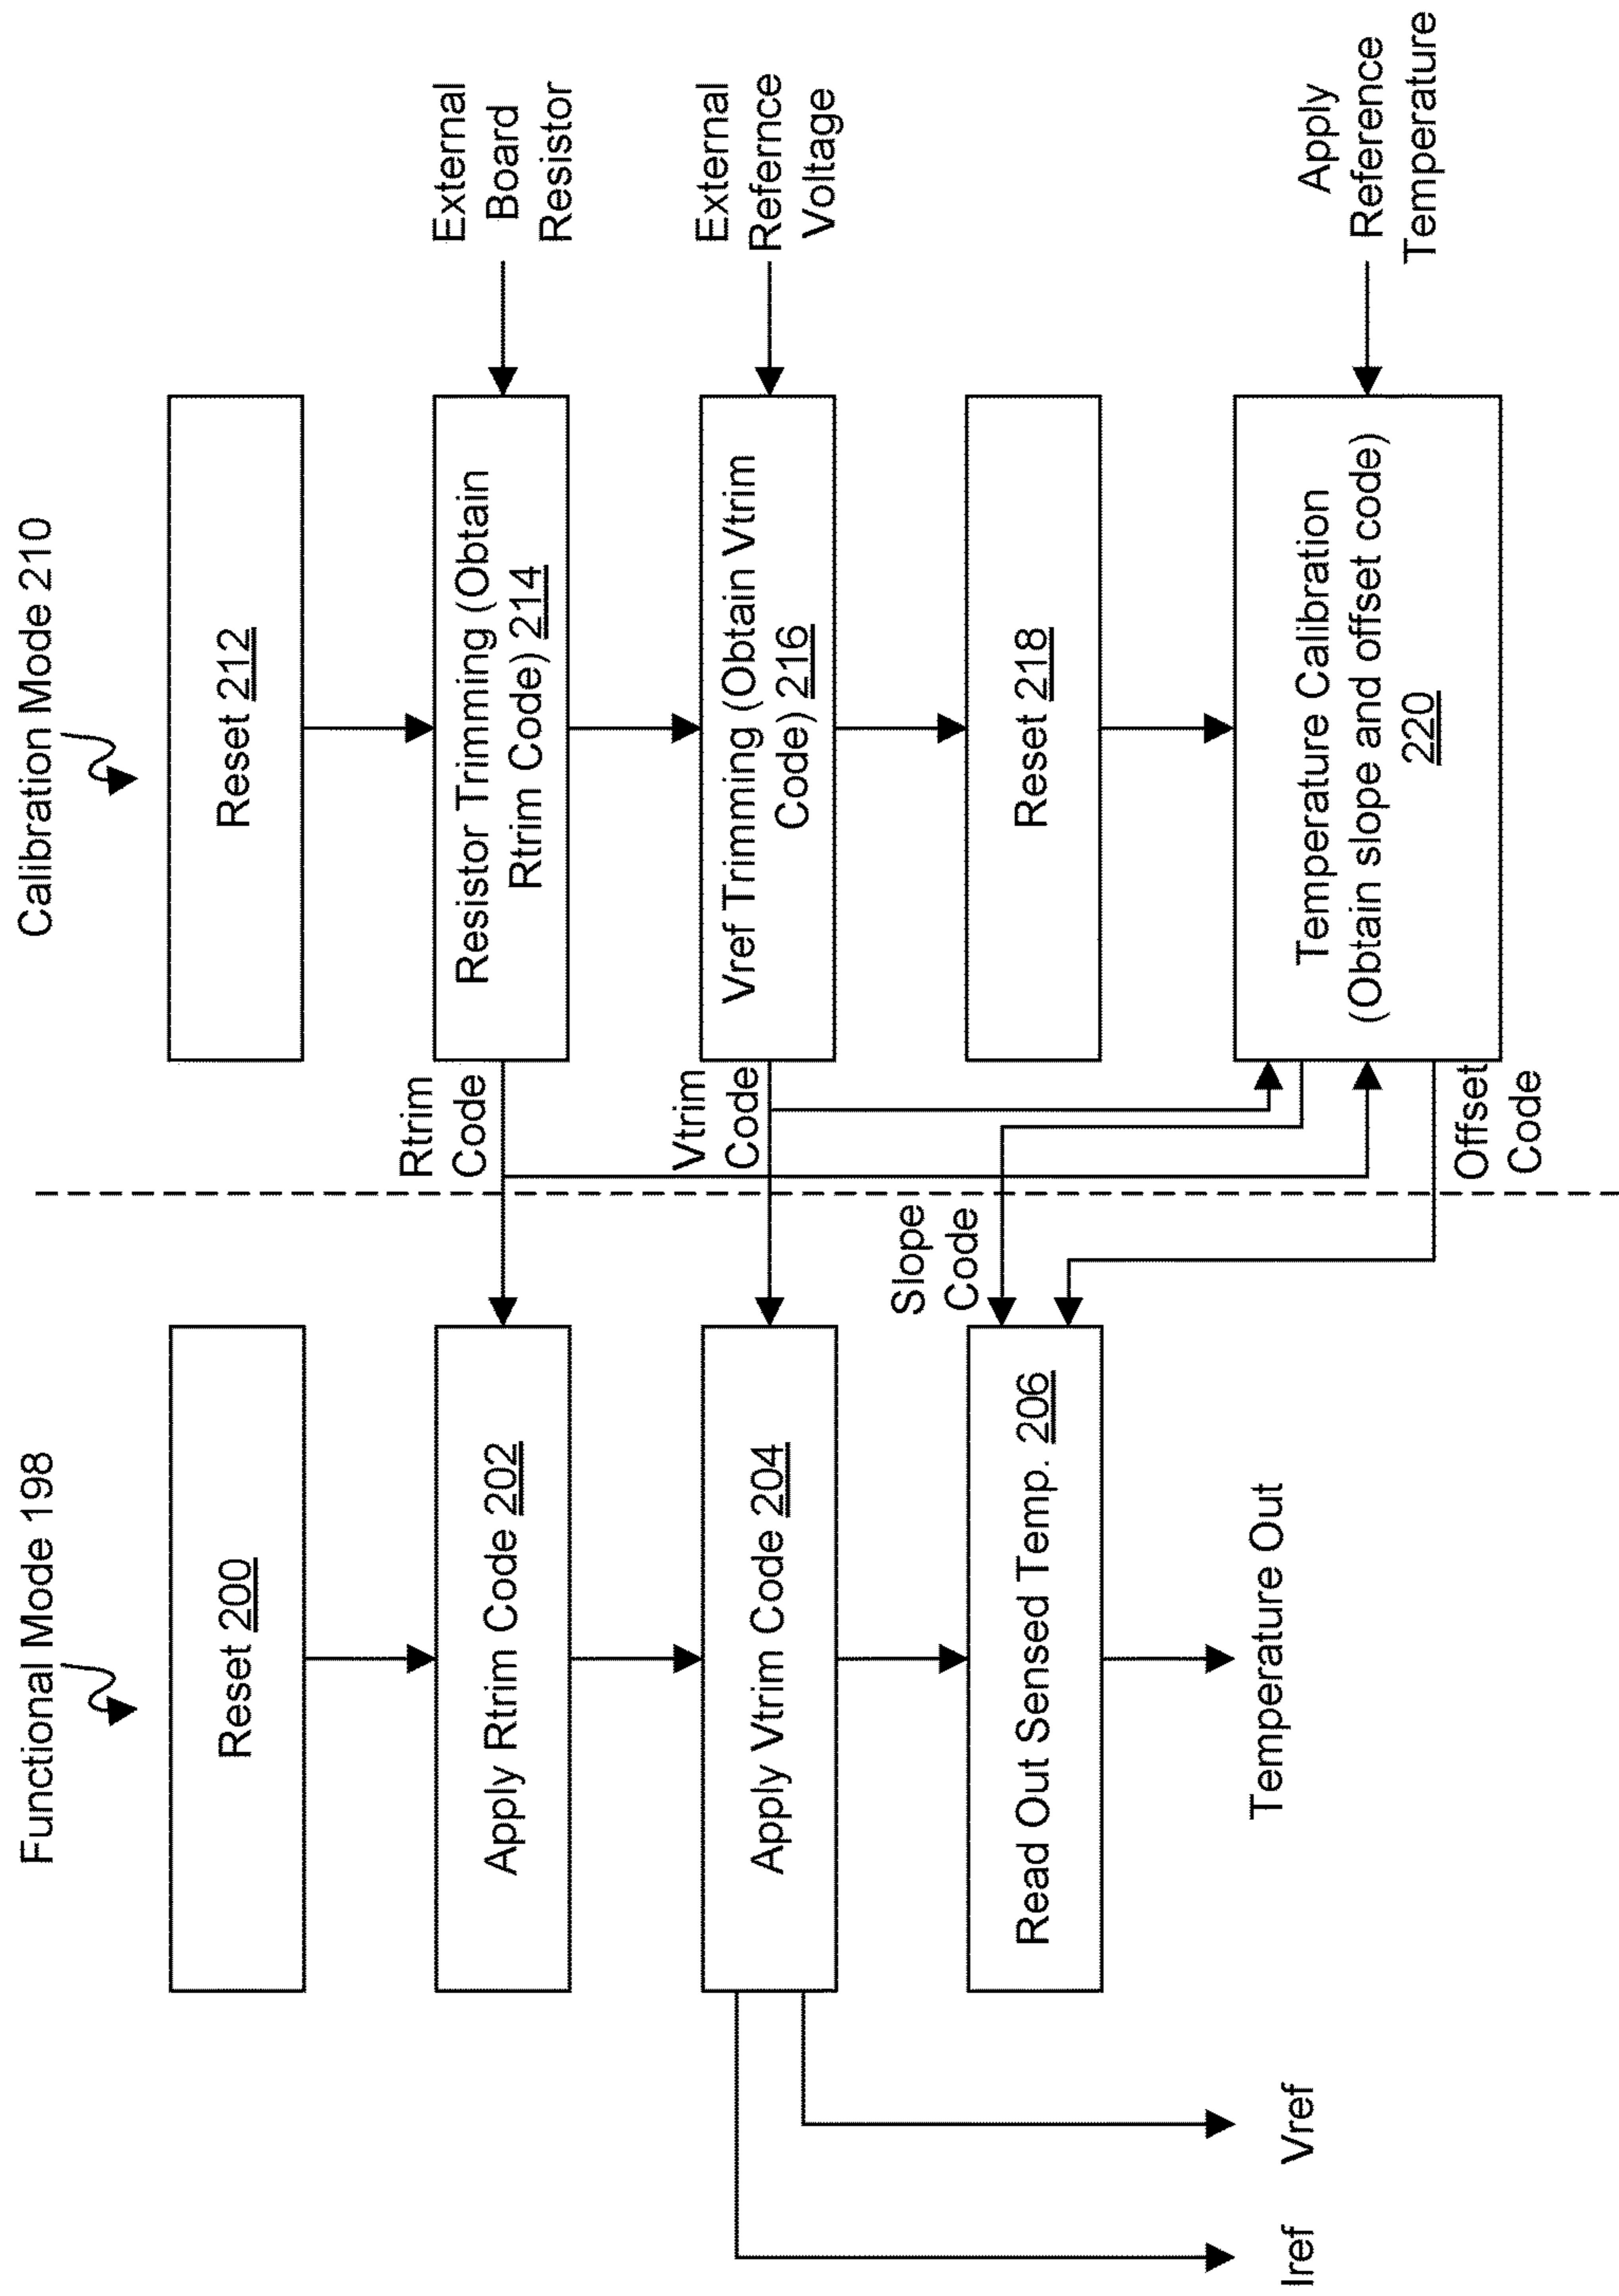 Functional Mode 198
Reset 200
Apply Rtrim Code 202
Apply Vtrim Code 204
Read Out Sensed Temp. 206
Iref
Vref
Temperature Out
Rtrim
Code
Vtrim
Code
Slope
Code
Offset
Code
Calibration Mode 210
Reset 212
Resistor Trimming (Obtain
Rtrim Code) 214
Vref Trimming (Obtain Vtrim
Code) 216
Reset 218
Temperature Calibration
(Obtain slope and offset code)
220
External
Board
Resistor
External
Refernce
Voltage
Apply
Reference
Temperature